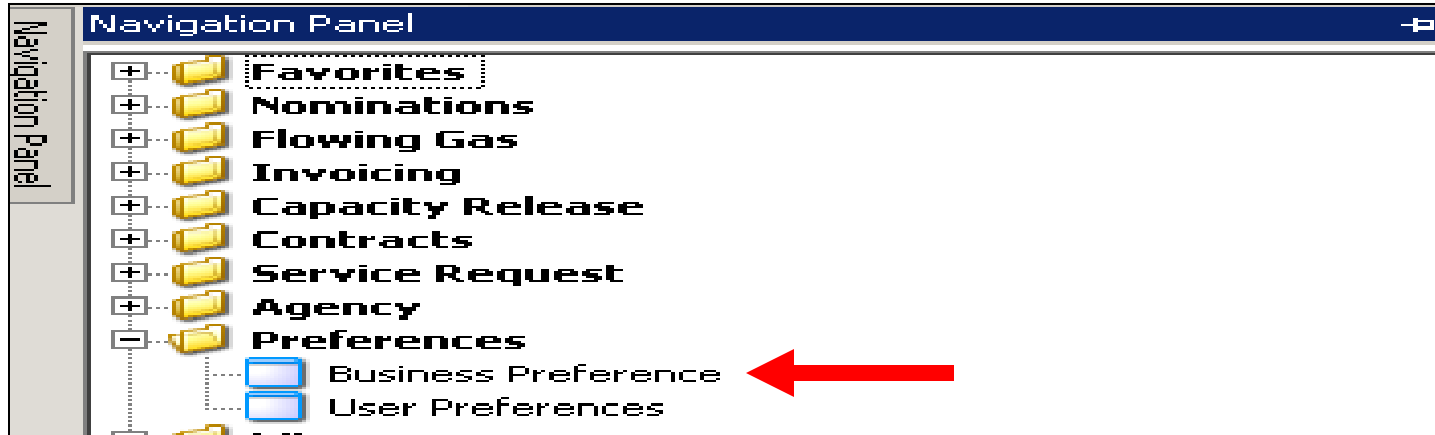 Navigation Panel
Navigation Panel
Favorites
Nominations
Flowing Gas
Invoicing
Capacity Release
Contracts
Service Request
Agency
Preferences
Business Preference
User Preferences